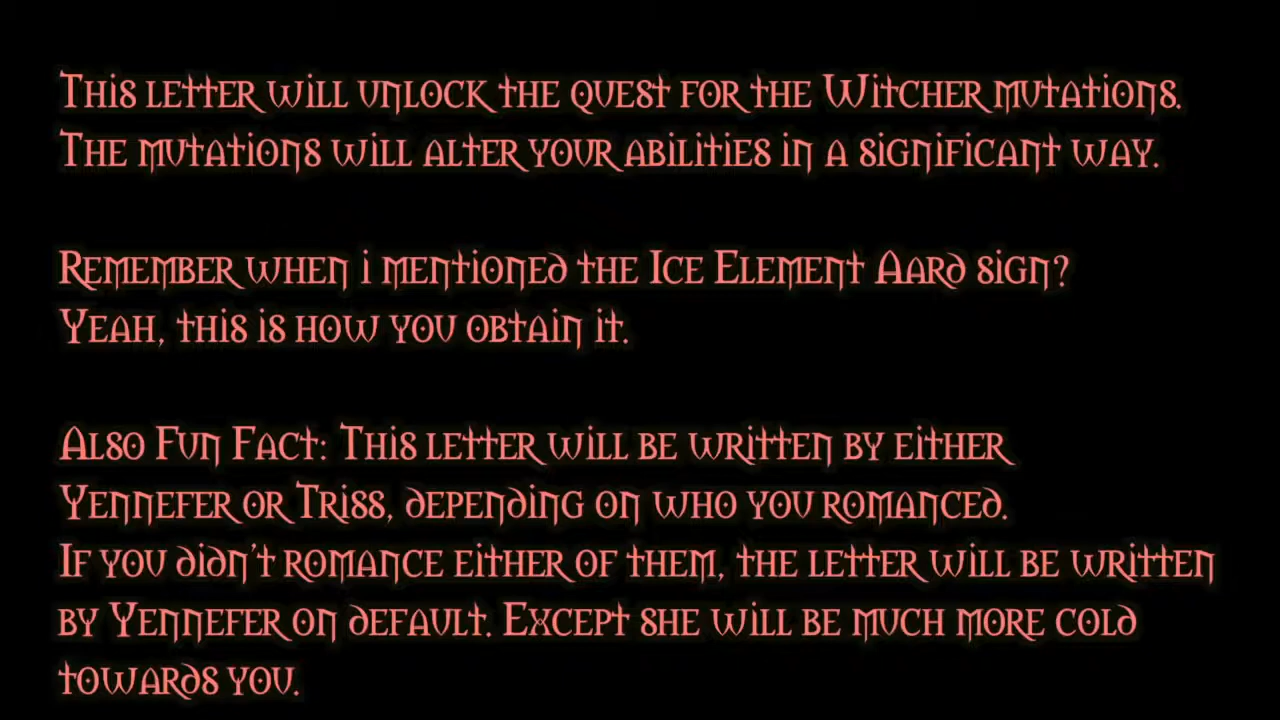 This letter will unlock the quest for the Witcher mutations.
The mutations will alter your abilities in a significant way.
Remember when i mentioned the Ice Element Aard sign?
Yeah, this is how you obtain it.
Also Fun Fact: This letter will be written by either
Yennefer or Triss, depending on who you romanced.
If you didn't romance either of them, the letter will be written
by Yennefer on default. Except she will be much more cold
towards you.